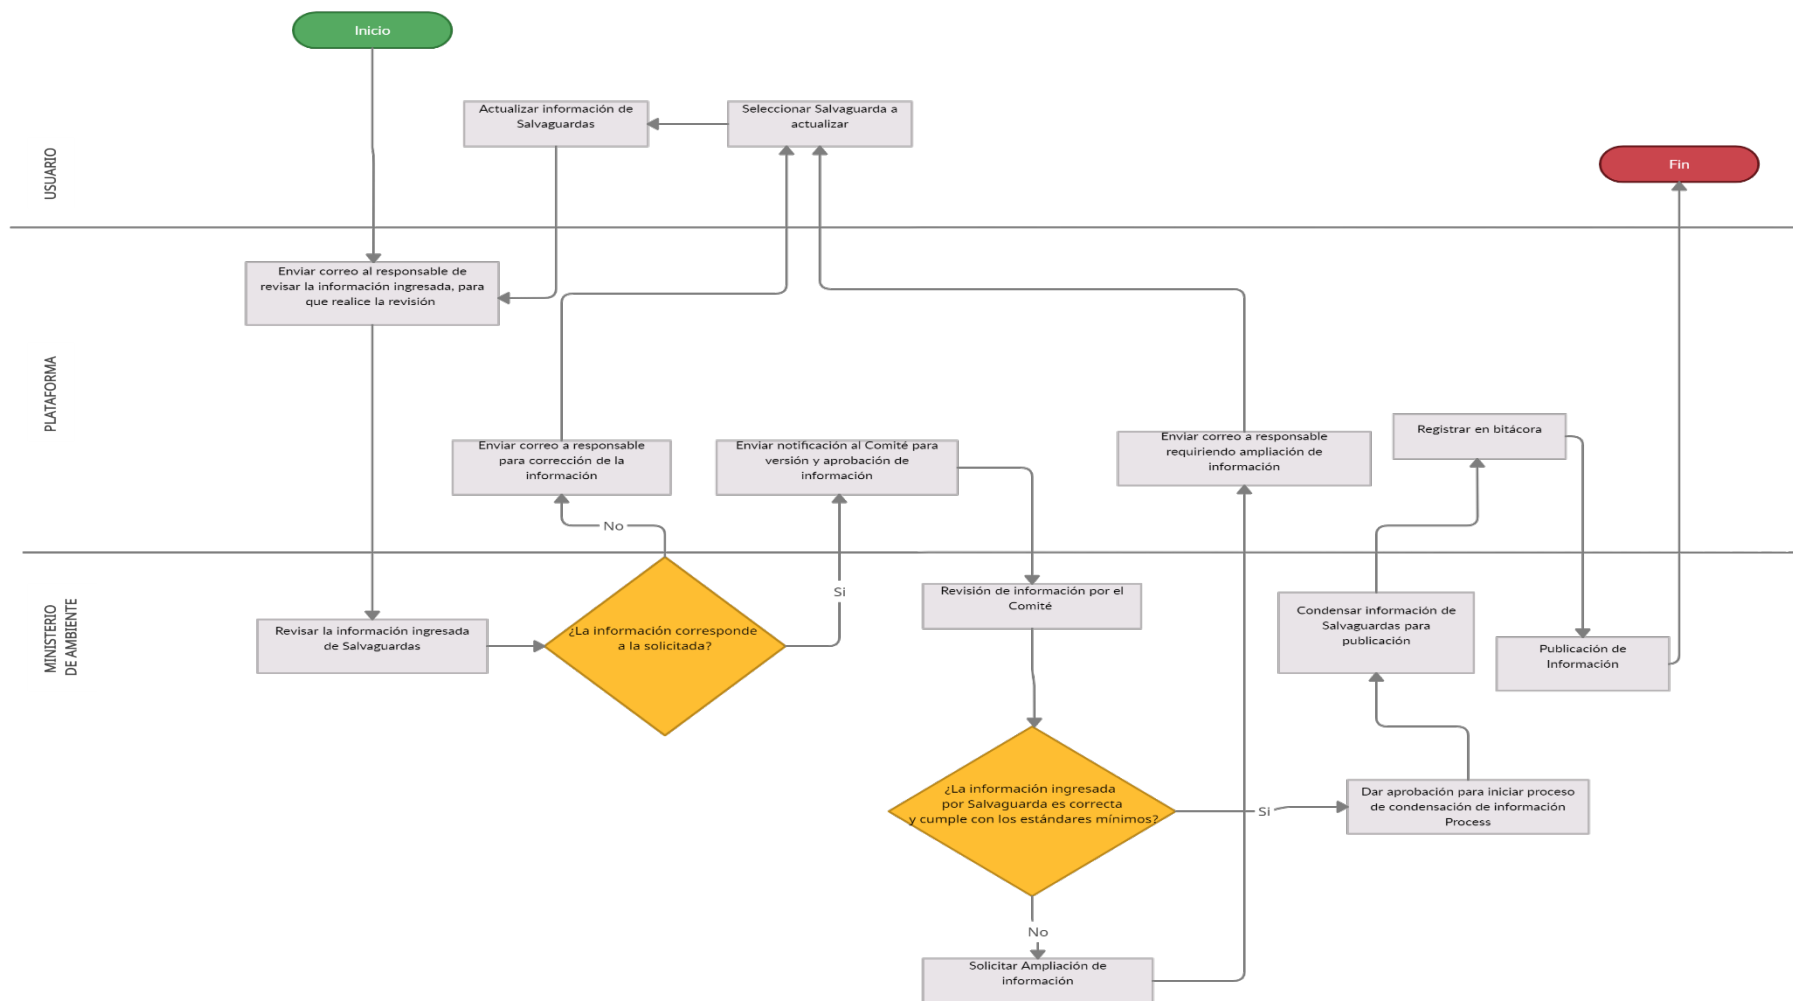 Inicio
Actualizar información de
Salvaguardas
Seleccionar Salvaguarda a
actualizar
USUARIO
Fin
Enviar correo al responsable de
revisar la información ingresada, para
que realice la revisión
PLATAFORMA
Enviar correo a responsable
para corrección de la
información
Enviar notificación al Comité para
versión y aprobación de
información
Enviar correo a responsable
requiriendo ampliación de
información
Registrar en bitácora
No
Si
MINISTERIO
DE AMBIENTE
Revisar la información ingresada
de Salvaguardas
¿La información corresponde
a la solicitada?
Revisión de información por el
Comité
Condensar información de
Salvaguardas para
publicación
Publicación de
Información
¿La información ingresada
por Salvaguarda es correcta
y cumple con los estándares mínimos?
Si
Dar aprobación para iniciar proceso
de condensación de información
Process
No
Solicitar Ampliación de
información